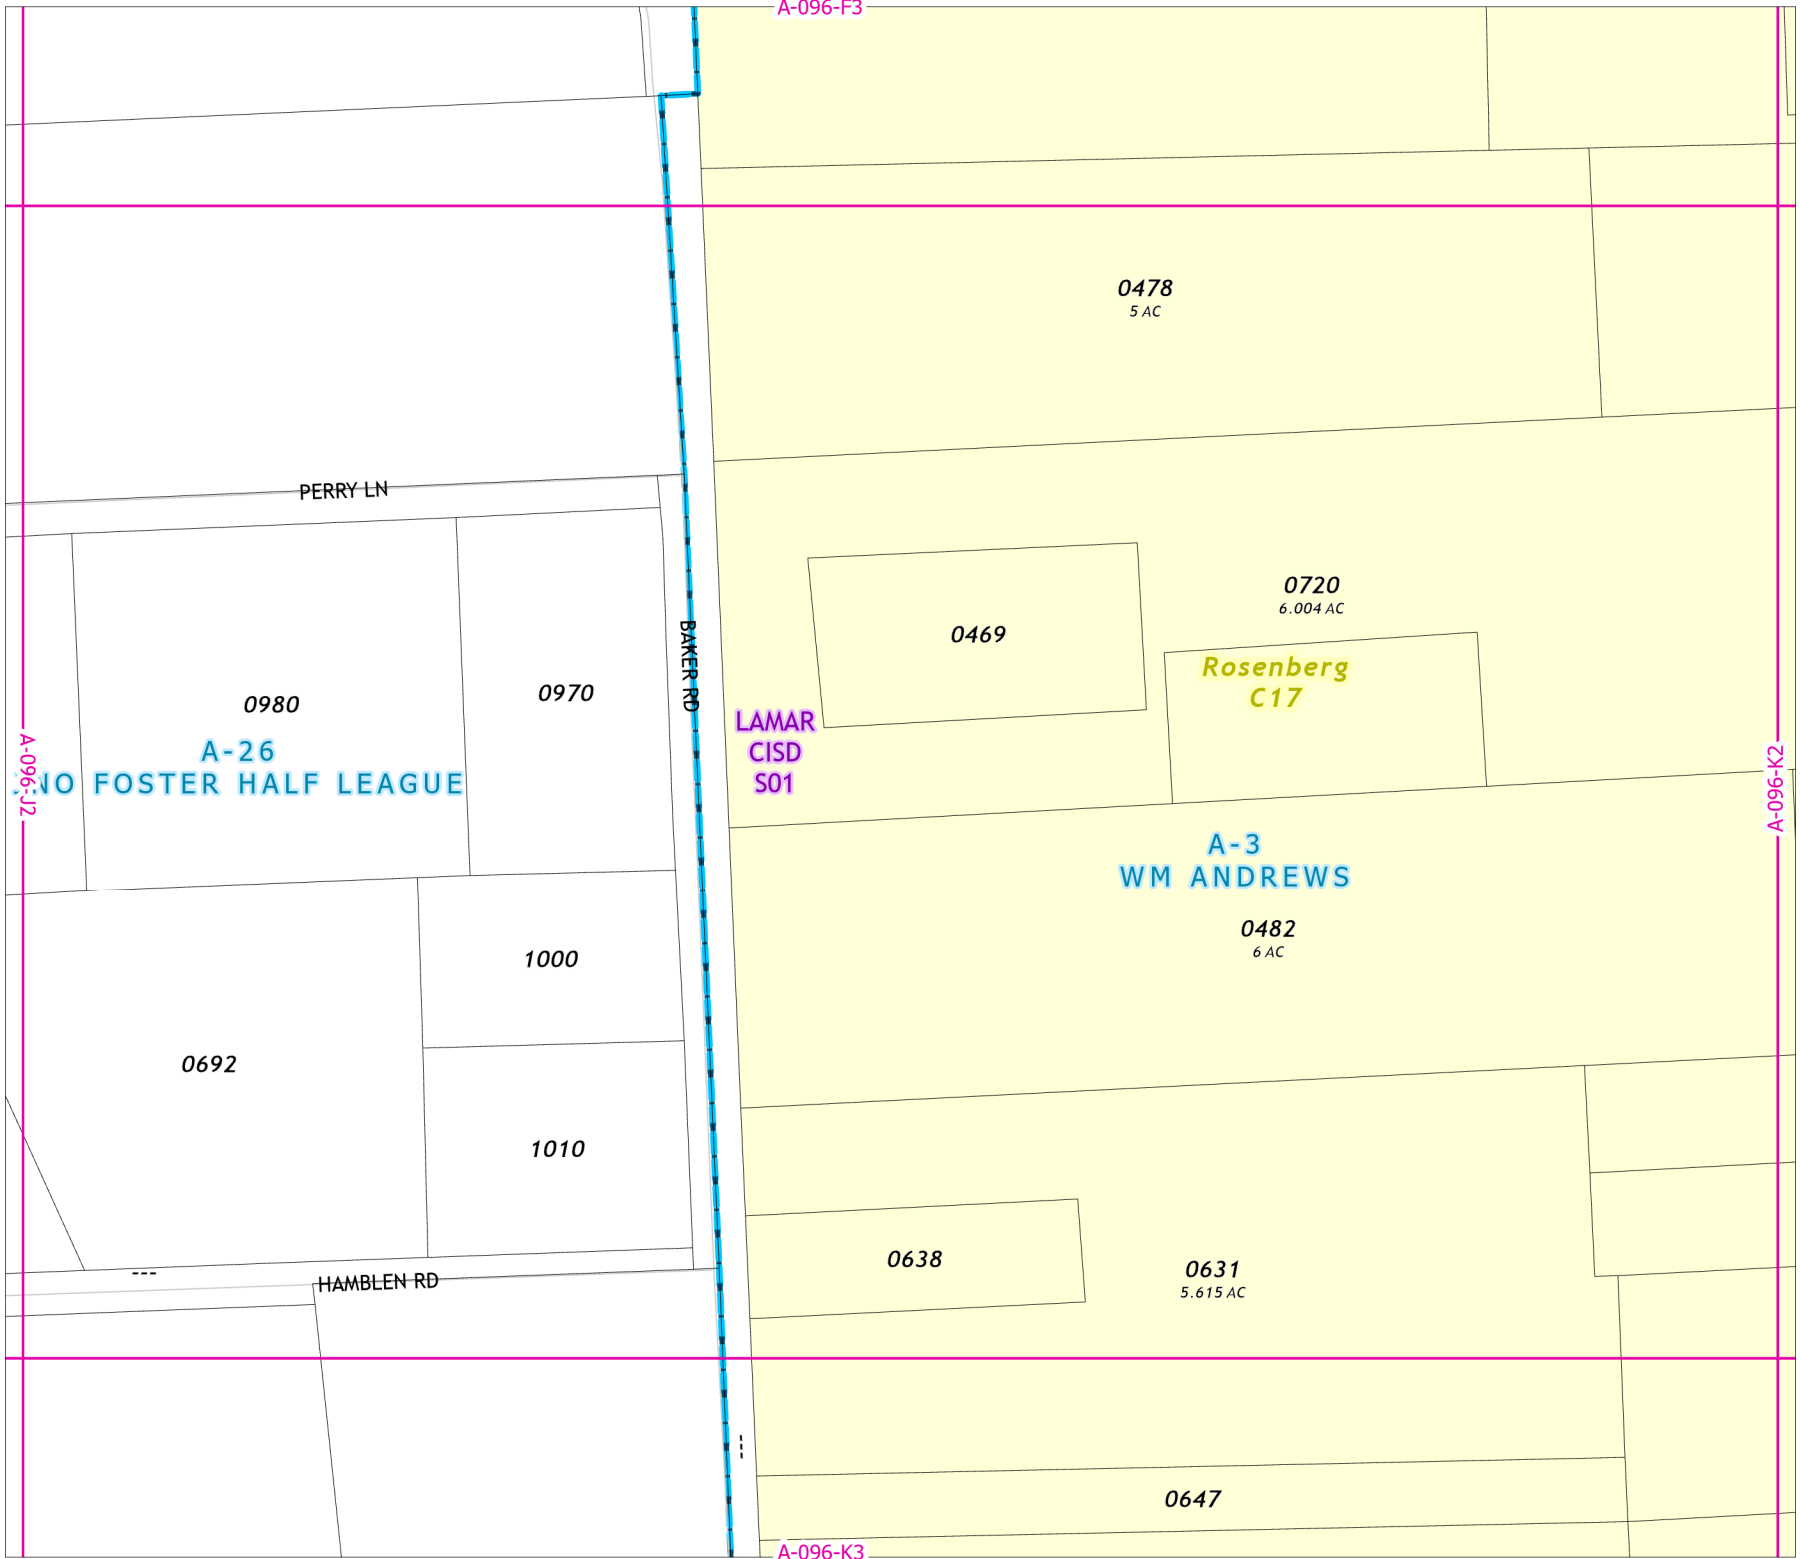 A-096-F3
0478
5 AC
PERRY LN
0720
6.004 AC
0469
BAKER RD
Rosenberg
C17
0980
0970
LAMAR
CISD
S01
A-26
NO FOSTER HALF LEAGUE
A-096-J2
A-096-K2
A-3
WM ANDREWS
0482
6 AC
1000
0692
1010
0638
0631
5.615 AC
---
HAMBLEN RD
---
0647
A-096-K3